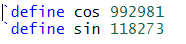 `define cos 992981
`define sin 118273